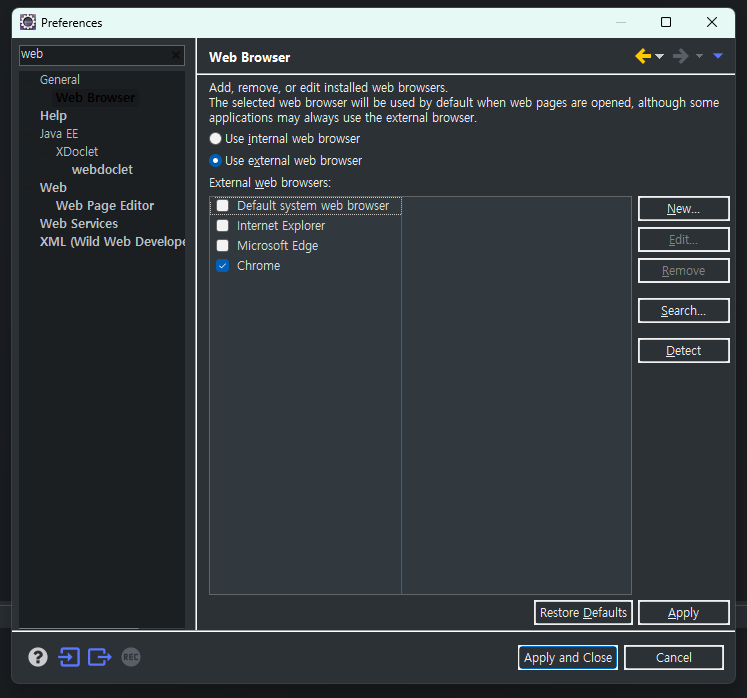 Preferences
web
General
Web Browser
Help
Java EE
XDoclet
webdoclet
Web
Web Page Editor
Web Services
XML (Wild Web Develope
Web Browser
Add, remove, or edit installed web browsers.
The selected web browser will be used by default when web pages are opened, although some
applications may always use the external browser.
Use internal web browser
Use external web browser
External web browsers:
Default system web browser
Internet Explorer
Microsoft Edge
Chrome
New...
Edit...
Remove
Search...
Detect
Restore Defaults
Apply
REC
Apply and Close
Cancel